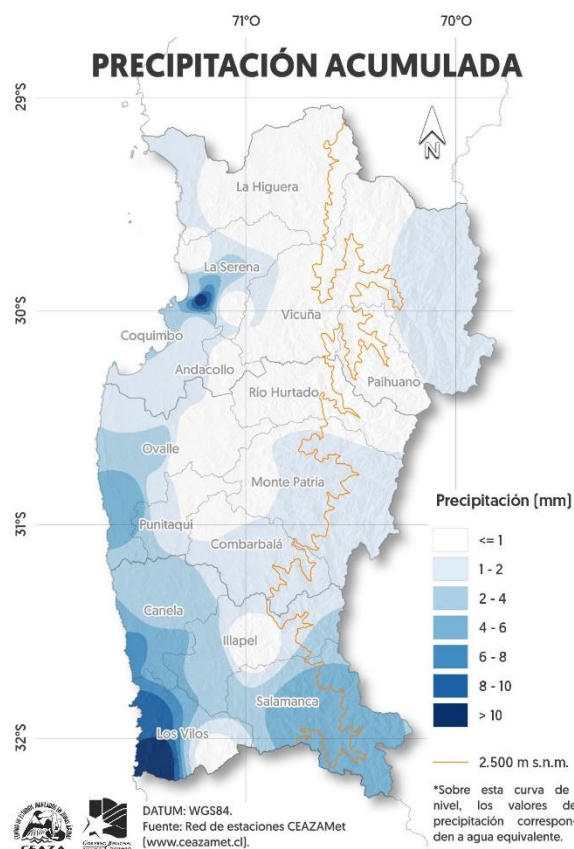 71°O
70°O
PRECIPITACIÓN ACUMULADA
29°S
N
La Higuera
La Serena
30°S
Vicuña
Coquimbo
Andacollo
Paihuano
Río Hurtado
Ovalle
Monte Patria
Precipitación (mm)
31°S
Punitaqui
<= 1
Combarbalá
1 - 2
2 - 4
Canela
4 - 6
Illapel
6 - 8
8 - 10
Salamanca
> 10
Los Vilos
32°S
2.500 m s.n.m.
*Sobre esta curva de
nivel, los valores de
precipitación correspon-
den a agua equivalente.
DATUM: WGS84.
Fuente: Red de estaciones CEAZAMet
(www.ceazamet.cl).
CEAZA